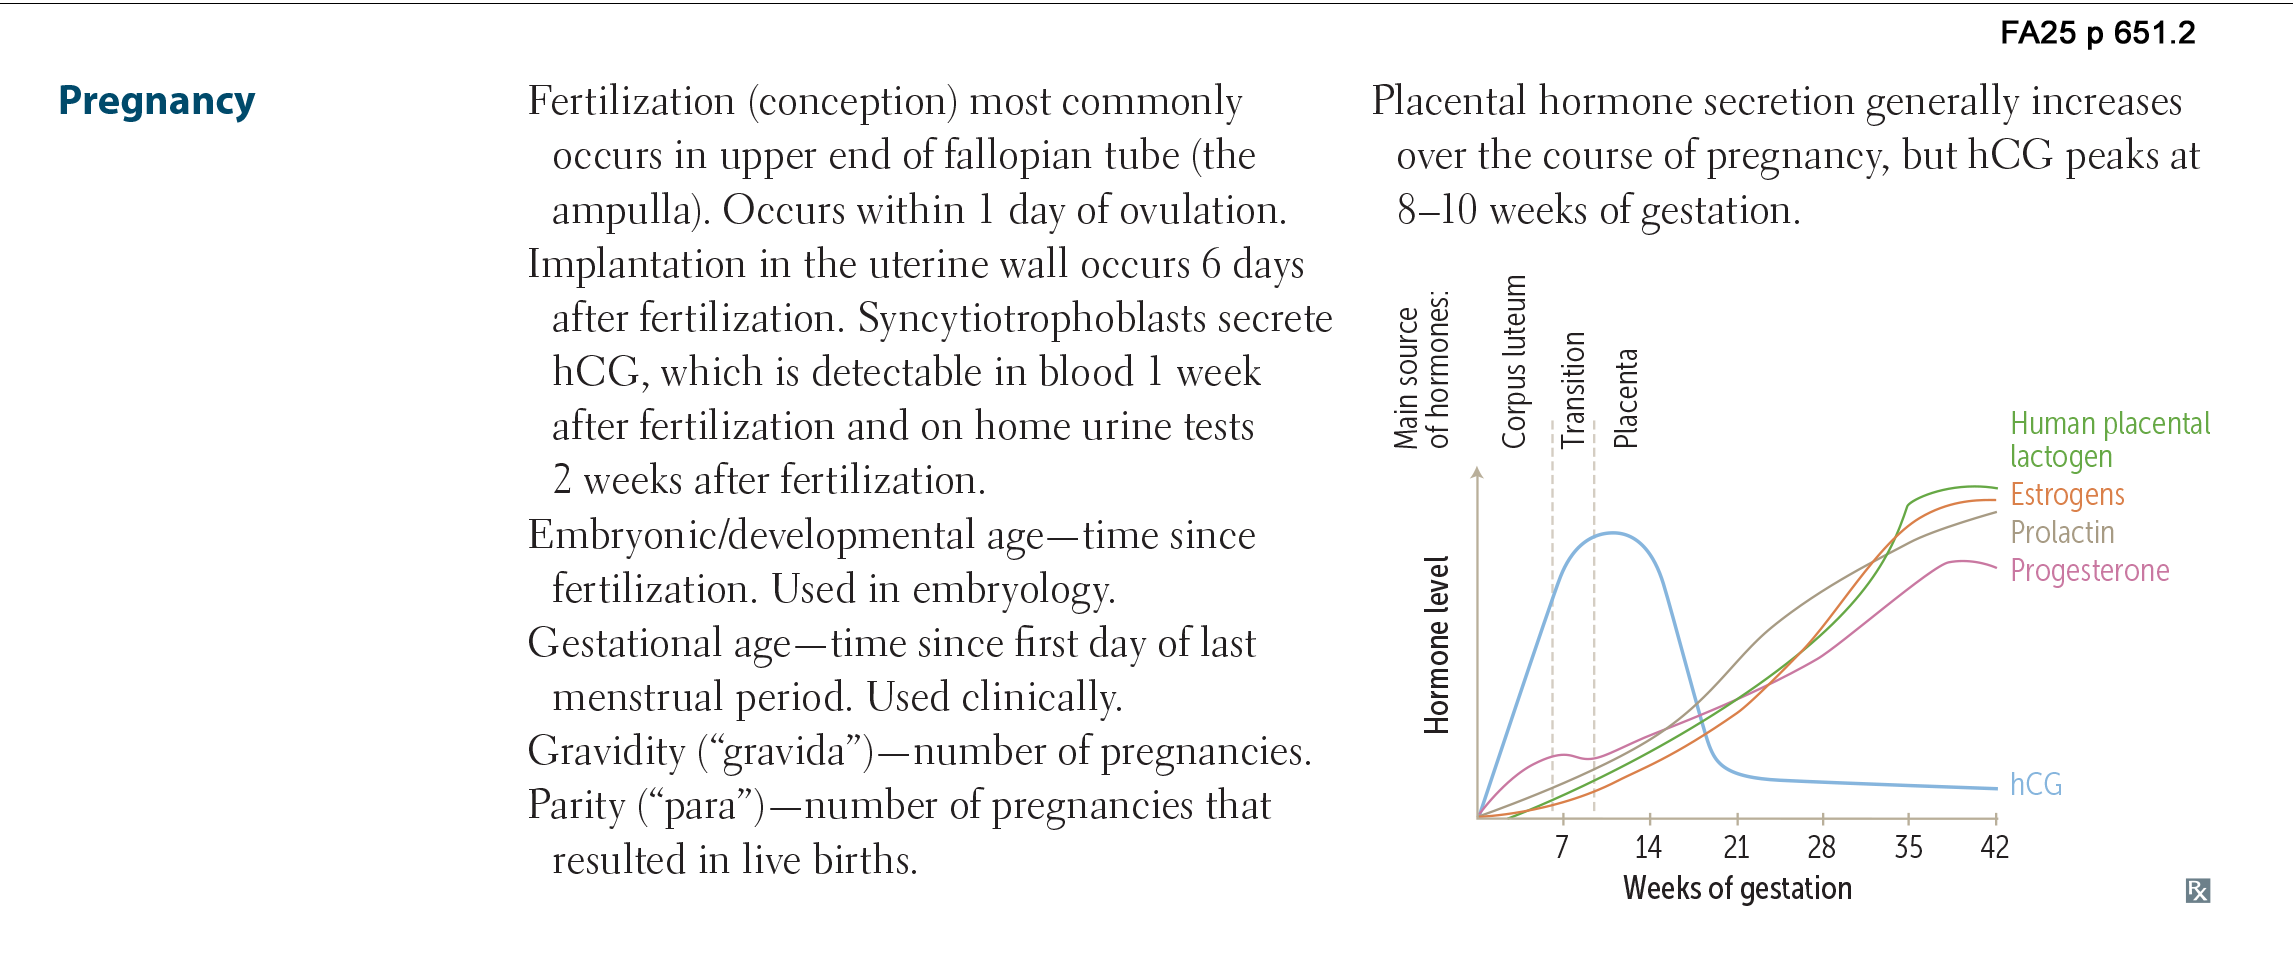 FA25 p 651.2
Pregnancy
Fertilization (conception) most commonly
occurs in upper end of fallopian tube (the
ampulla). Occurs within 1 day of ovulation.
Implantation in the uterine wall occurs 6 days
after fertilization. Syncytiotrophoblasts secrete
hCG, which is detectable in blood 1 week
after fertilization and on home urine tests
2 weeks after fertilization.
Embryonic/developmental age—time since
fertilization. Used in embryology.
Gestational age—time since first day of last
menstrual period. Used clinically.
Gravidity (“gravida”)—number of pregnancies.
Parity (“para”)—number of pregnancies that
resulted in live births.
Placental hormone secretion generally increases
over the course of pregnancy, but hCG peaks at
8–10 weeks of gestation.
Main source
of hormones:
Corpus luteum
Transition
Placenta
Human placental
lactogen
Estrogens
Prolactin
Progesterone
hCG
Hormone level
7 14 21 28 35 42
Weeks of gestation
Rx